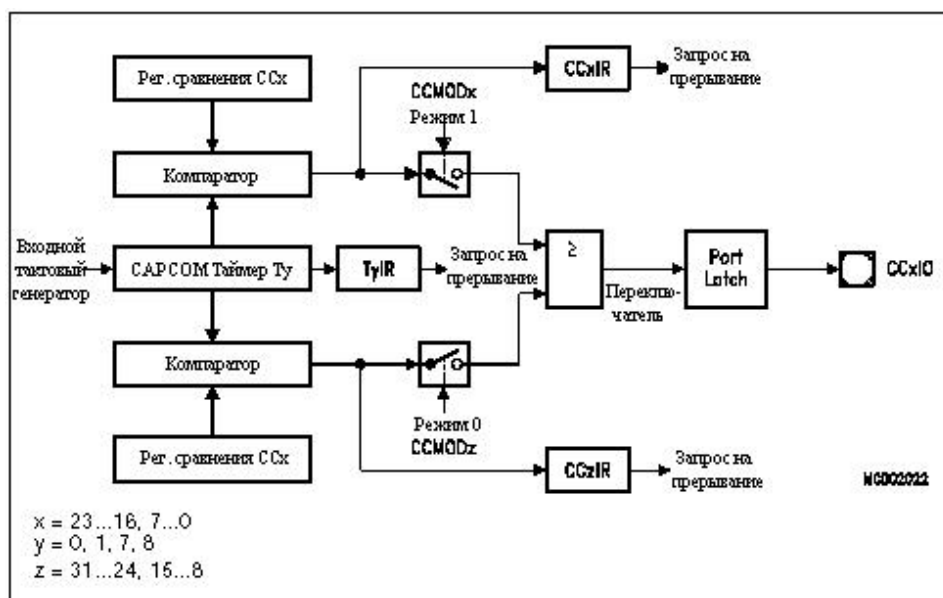 Рег. сравнения CCx
CCxIR
Запрос на
прерывание
CCMODx
Режим 1
Компаратор
Входной
тактовый
генератор
CAPCOM Таймер Ty
TyIR
Запрос на
прерывание
≥
Переклю-
чатель
Port
Latch
CCxIO
Компаратор
Режим 0
CCMODz
Рег. сравнения CCx
CCzIR
Запрос на
прерывание
MCD02022
x = 23...16, 7...0
y = 0, 1, 7, 8
z = 31...24, 15...8